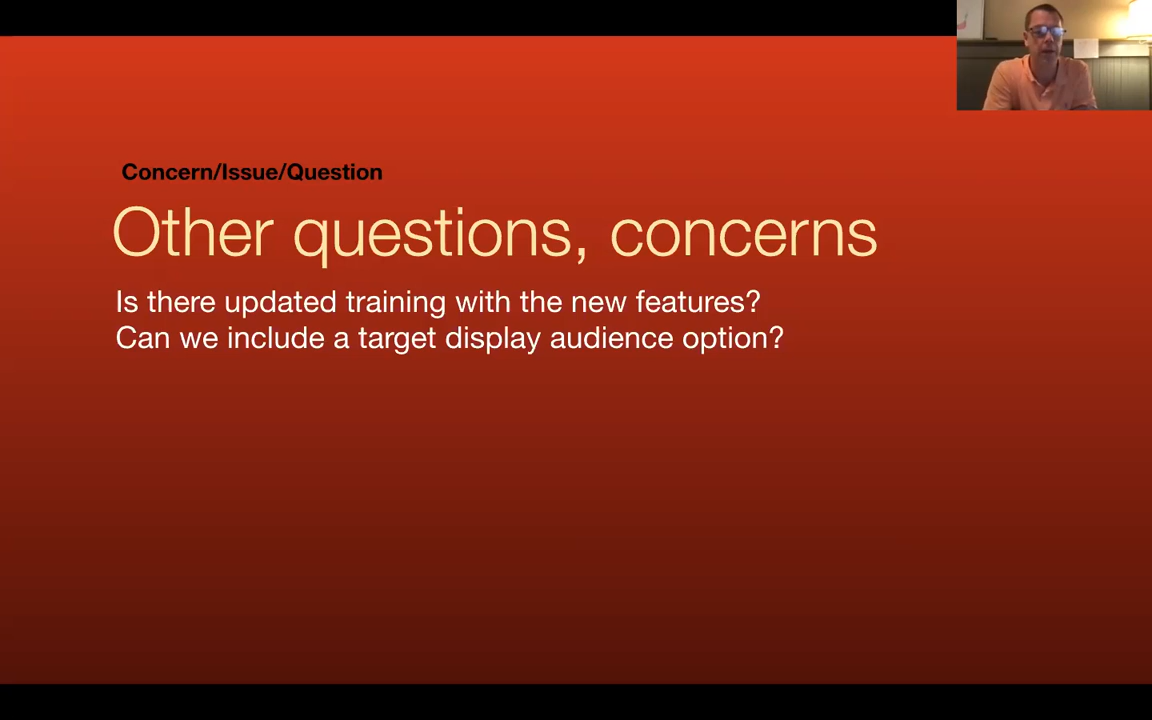 Concern/Issue/Question
Other questions, concerns
Is there updated training with the new features?
Can we include a target display audience option?